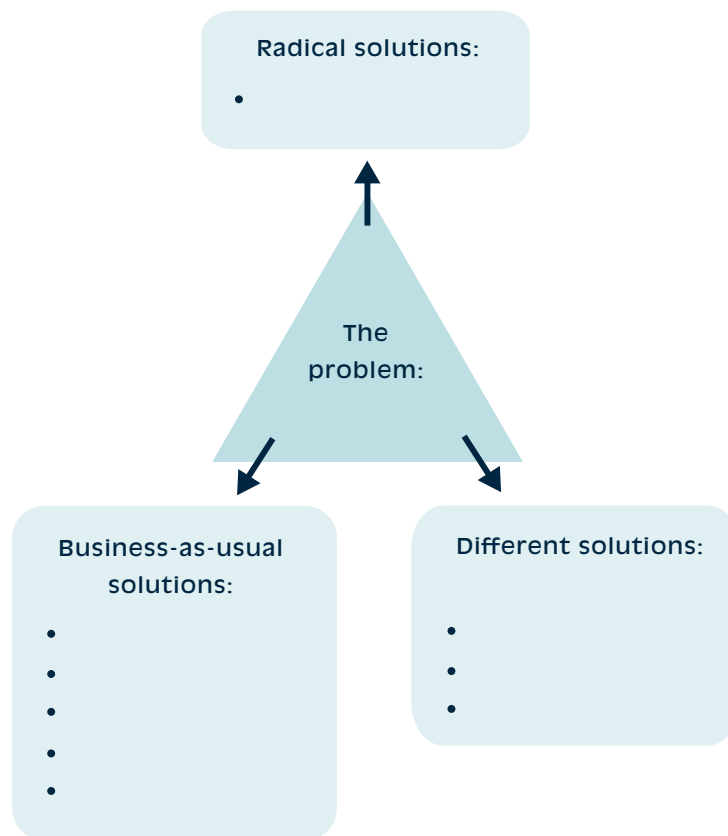 Radical solutions:
•
The
problem:
Business-as-usual
solutions:
•
•
•
•
•
Different solutions:
•
•
•